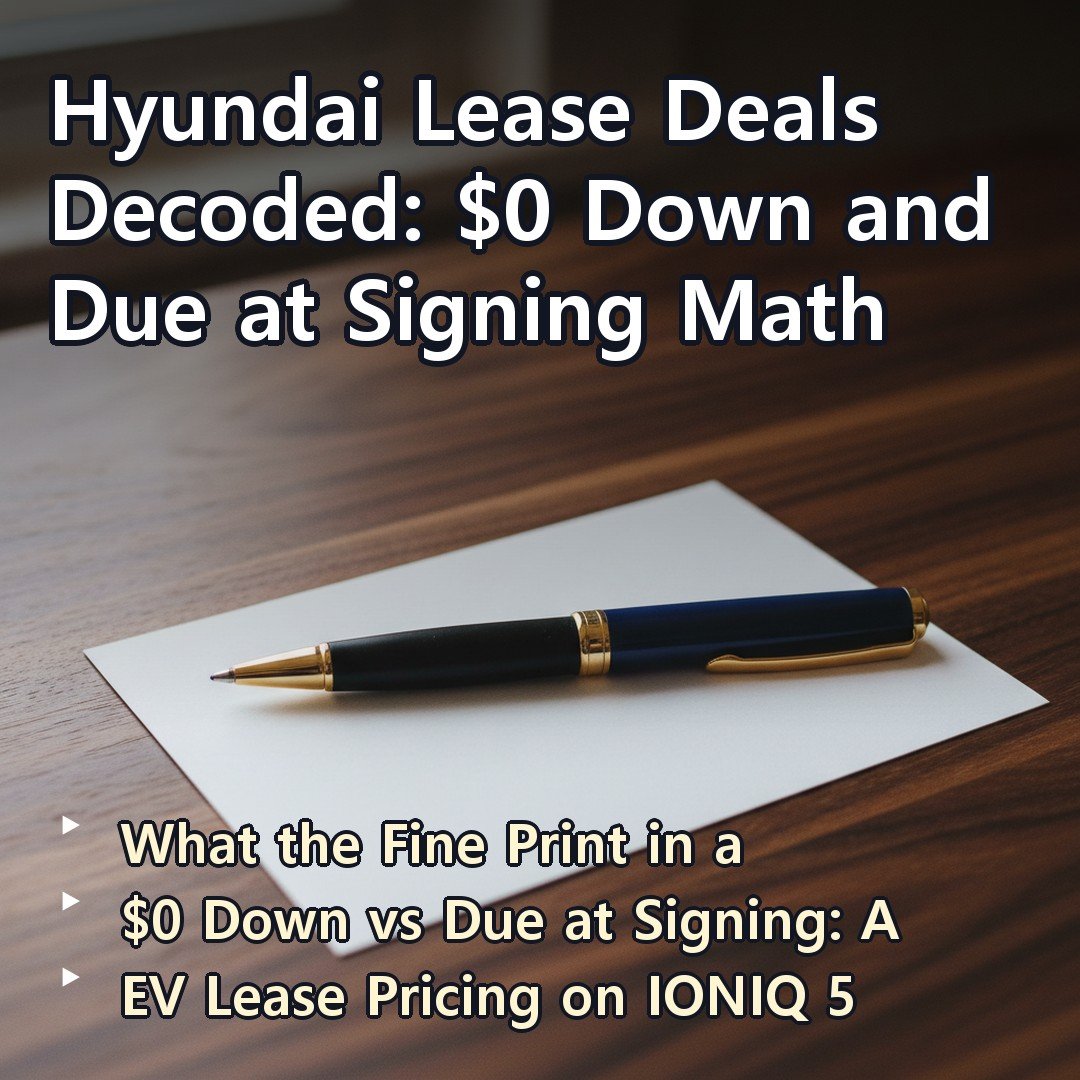 Hyundai Lease Deals
Decoded: $0 Down and
Due at Signing Math
What the Fine Print in a
$0 Down vs Due at Signing: A
EV Lease Pricing on IONIQ 5